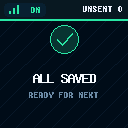 ON UNSENT 0
ALL SAVED
READY FOR NEXT